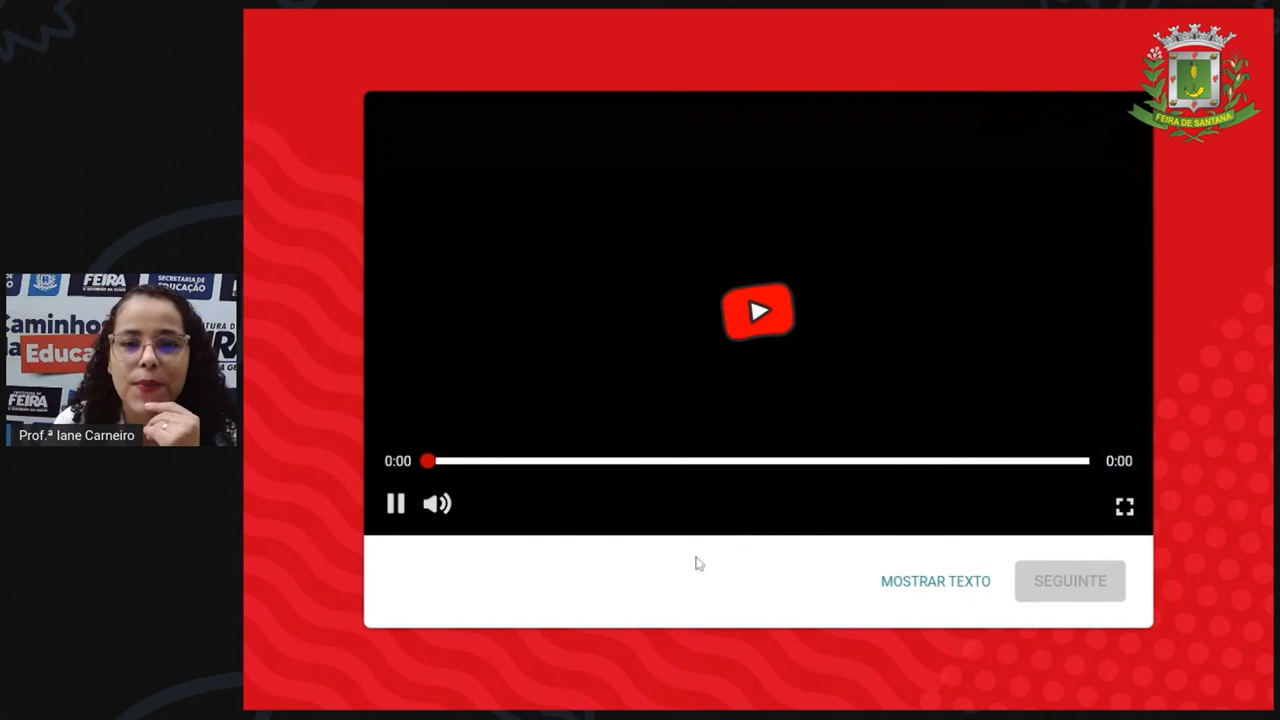 FEIRA DE SANTANA
FEIRA
SECRETARIA DE
EDUCAÇÃO
Caminho
Educa
FEIRA
Prof.ª Iane Carneiro
0:00
0:00
MOSTRAR TEXTO
SEGUINTE